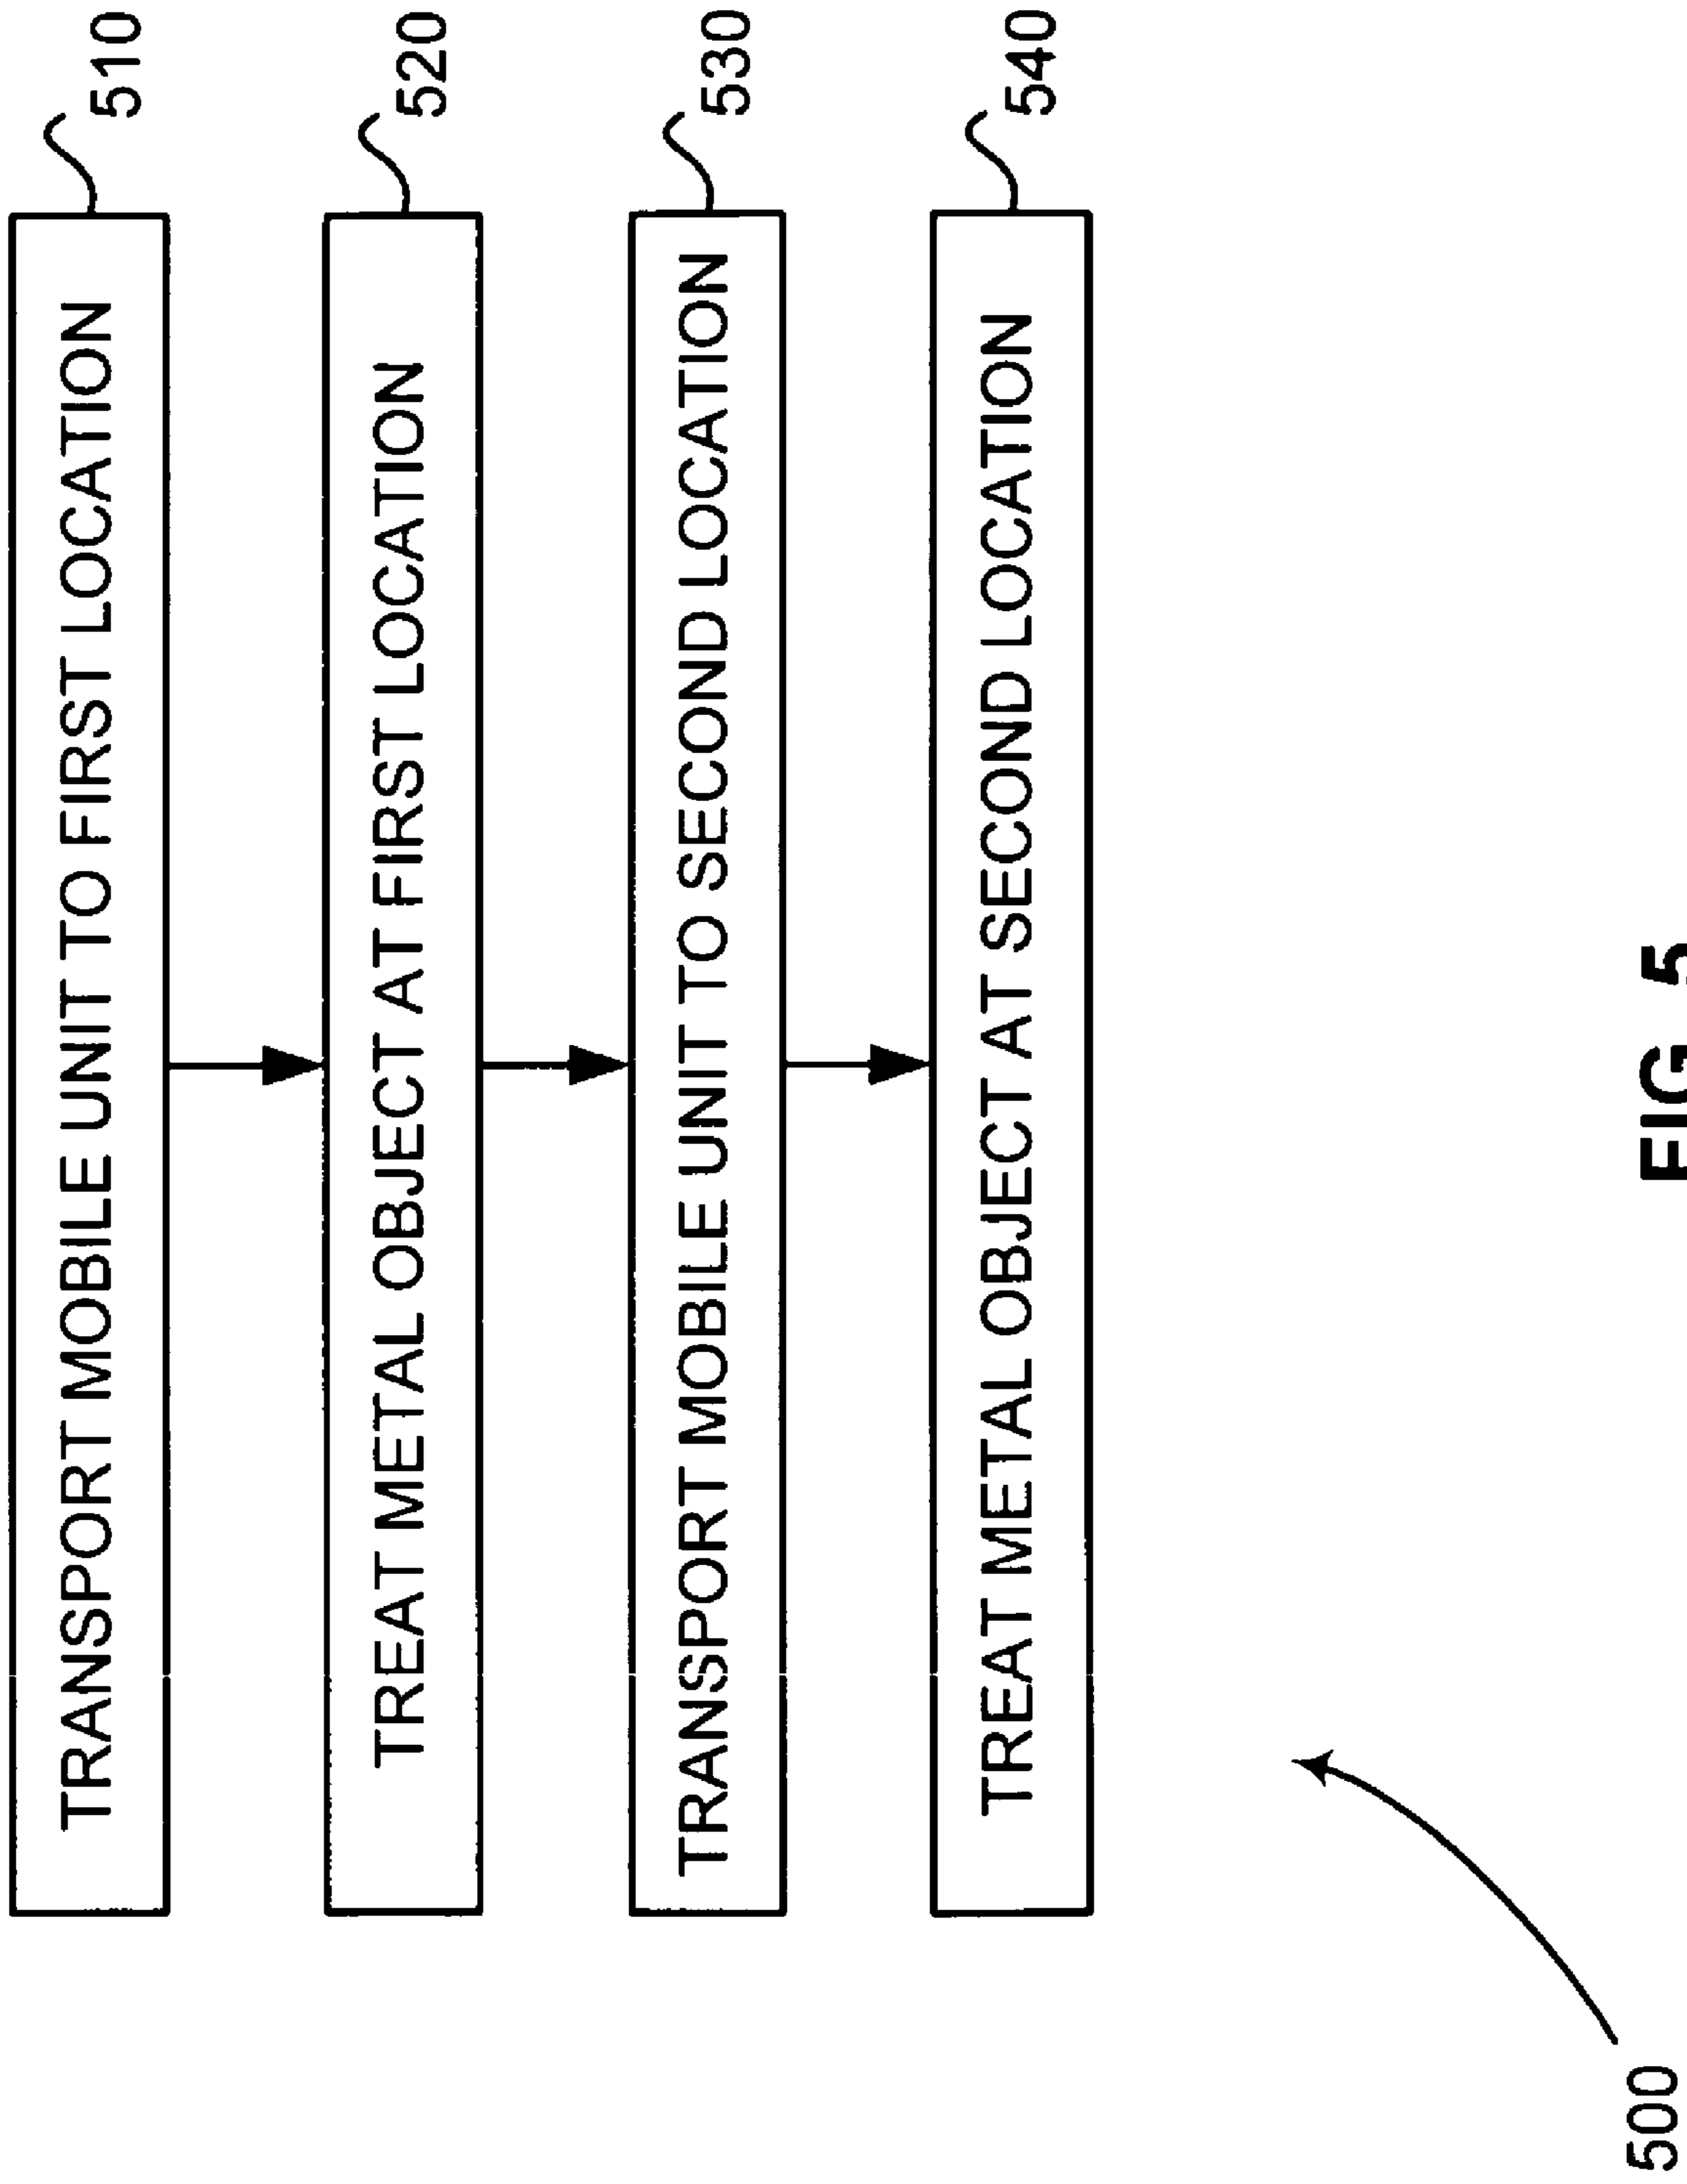 TRANSPORT MOBILE UNIT TO FIRST LOCATION
510
TREAT METAL OBJECT AT FIRST LOCATION
520
TRANSPORT MOBILE UNIT TO SECOND LOCATION
530
TREAT METAL OBJECT AT SECOND LOCATION
540
500
FIG. 5